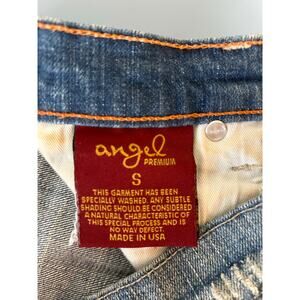 angel
PREMIUM
S
THIS GARMENT HAS BEEN
SPECIALLY WASHED. ANY SUBTLE
SHADING SHOULD BE CONSIDERED
A NATURAL CHARACTERISTIC OF
THIS SPECIAL PROCESS AND IS
NO WAY DEFECT.
MADE IN USA